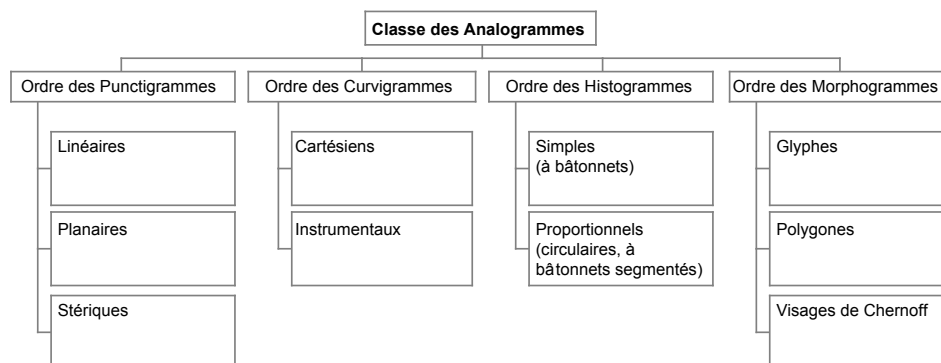 Classe des Analogrammes
Ordre des Punctigrammes
Ordre des Curvigrammes
Ordre des Histogrammes
Ordre des Morphogrammes
Linéaires
Cartésiens
Simples
(à bâtonnets)
Glyphes
Planaires
Instrumentaux
Proportionnels
(circulaires, à
bâtonnets segmentés)
Polygones
Stériques
Visages de Chernoff